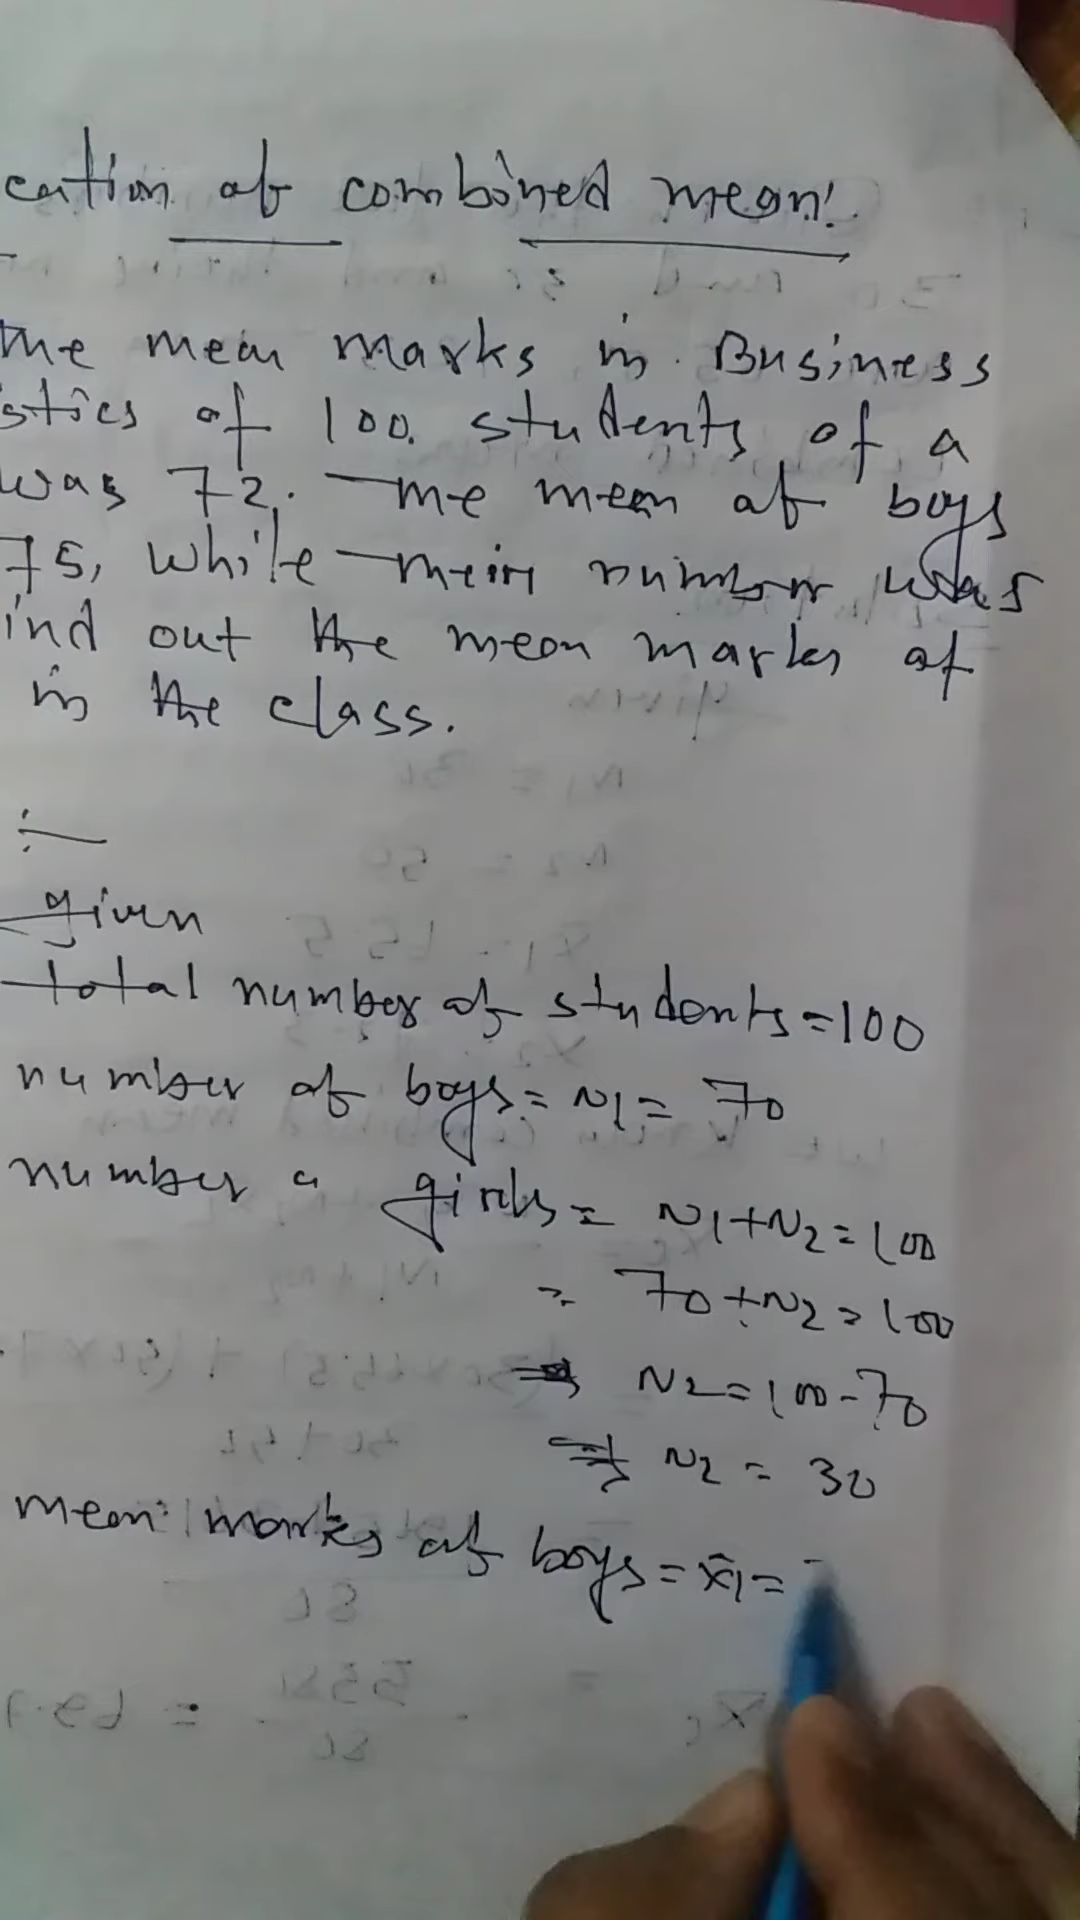 cation of combined mean:
The mean marks in Business
stics of 100 students of a
was 72. The mean of boys
75, while their number was
ind out the mean marks of
in the class.
:-
given
total number of students = 100
number of boys = N1 = 70
number " girls = N1+N2 = 100
= 70+N2 = 100
⇒ N2 = 100-70
⇒ N2 = 30
mean marks of boys = x̄1 =